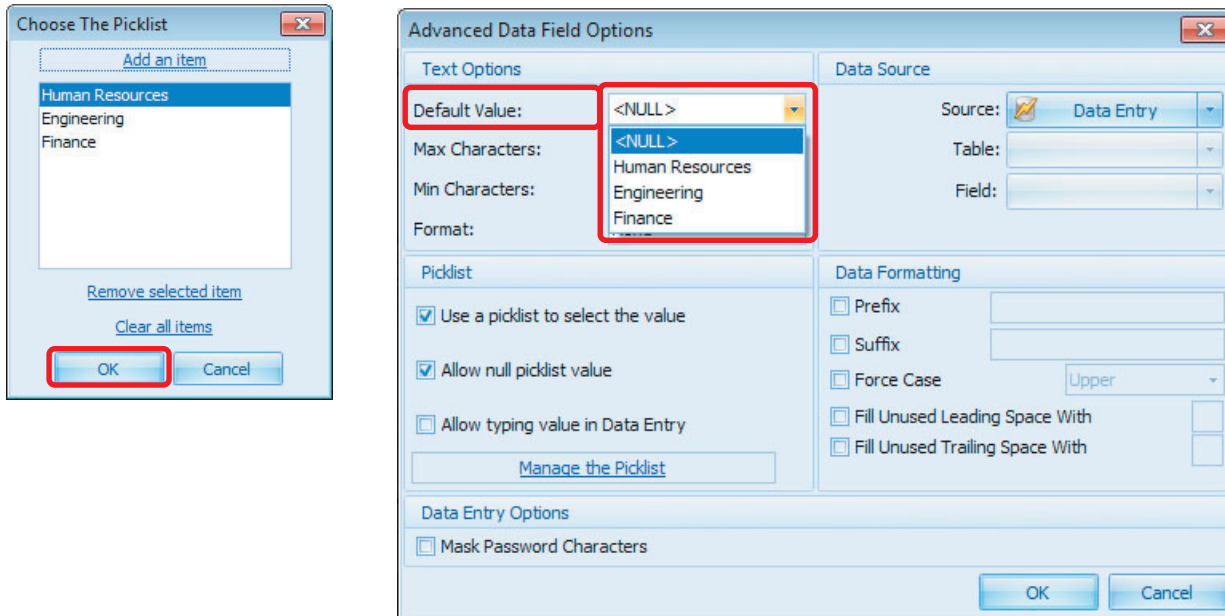 Choose The Picklist
Add an item
Human Resources
Engineering
Finance
Remove selected item
Clear all items
OK Cancel
Advanced Data Field Options
Text Options
Default Value: <NULL>
<NULL>
Human Resources
Engineering
Finance
Max Characters:
Min Characters:
Format:
Data Source
Source: Data Entry
Table:
Field:
Picklist
Use a picklist to select the value
Allow null picklist value
Allow typing value in Data Entry
Manage the Picklist
Data Formatting
Prefix
Suffix
Force Case Upper
Fill Unused Leading Space With
Fill Unused Trailing Space With
Data Entry Options
Mask Password Characters
OK Cancel